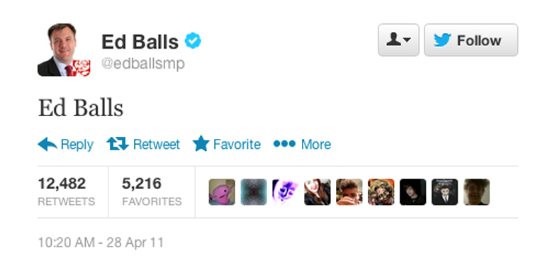 Ed Balls
@edballsmp
Follow
Ed Balls
Reply Retweet Favorite More
12,482 5,216
RETWEETS FAVORITES
10:20 AM - 28 Apr 11